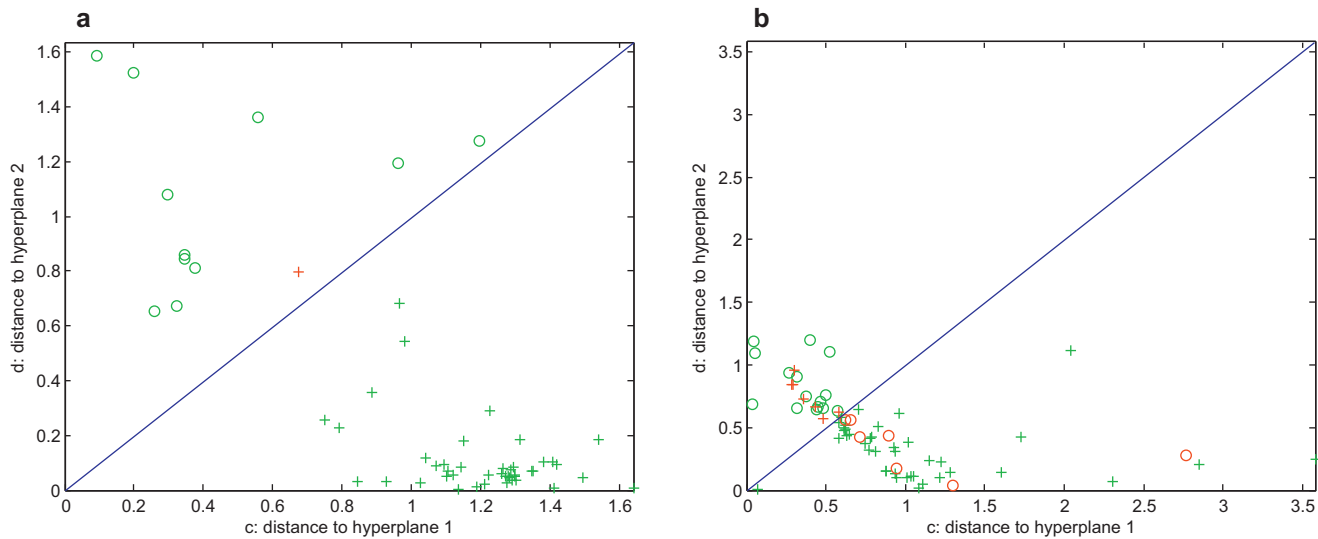 a
1.6
1.4
1.2
1
0.8
0.6
0.4
0.2
0
d: distance to hyperplane 2
0 0.2 0.4 0.6 0.8 1.0 1.2 1.4 1.6
c: distance to hyperplane 1
b
3.5
3
2.5
2
1.5
1
0.5
0
d: distance to hyperplane 2
0 0.5 1.0 1.5 2 2.5 3 3.5
c: distance to hyperplane 1